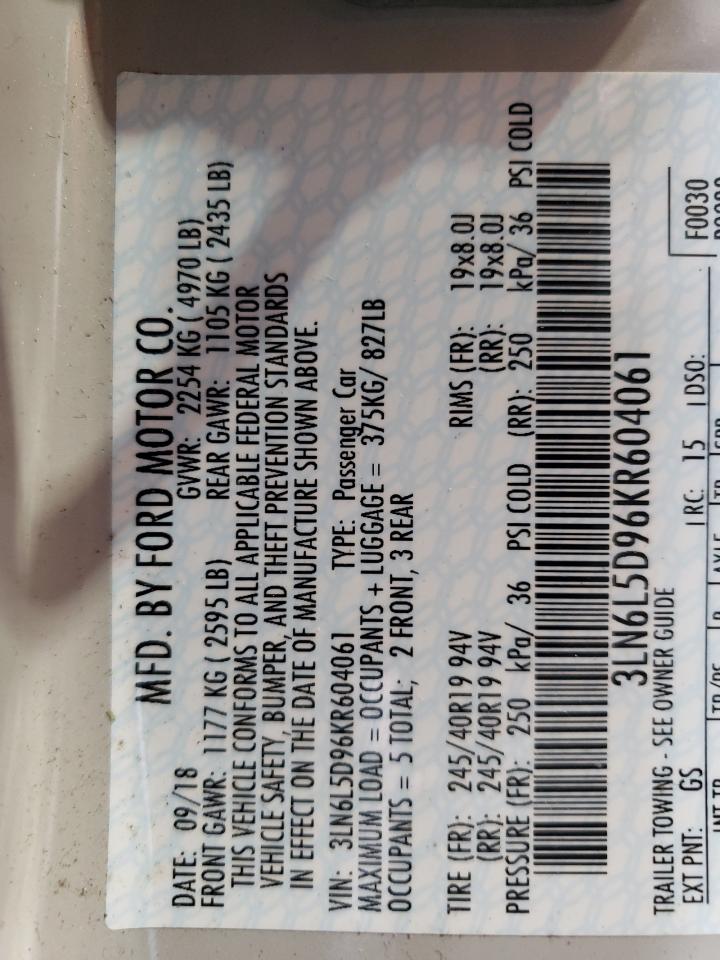 MFD. BY FORD MOTOR CO.
DATE: 09/18 GVWR: 2254 KG ( 4970 LB)
FRONT GAWR: 1177 KG ( 2595 LB) REAR GAWR: 1105 KG ( 2435 LB)
THIS VEHICLE CONFORMS TO ALL APPLICABLE FEDERAL MOTOR
VEHICLE SAFETY, BUMPER, AND THEFT PREVENTION STANDARDS
IN EFFECT ON THE DATE OF MANUFACTURE SHOWN ABOVE.
VIN: 3LN6L5D96KR604061 TYPE: Passenger Car
MAXIMUM LOAD = OCCUPANTS + LUGGAGE = 375KG/ 827LB
OCCUPANTS = 5 TOTAL; 2 FRONT, 3 REAR
TIRE (FR): 245/40R19 94V RIMS (FR): 19x8.0J
(RR): 245/40R19 94V (RR): 19x8.0J
PRESSURE (FR): 250 kPa/ 36 PSI COLD (RR): 250 kPa/ 36 PSI COLD
3LN6L5D96KR604061
TRAILER TOWING - SEE OWNER GUIDE
EXT PNT: GS RC: 15 DSO: F0030